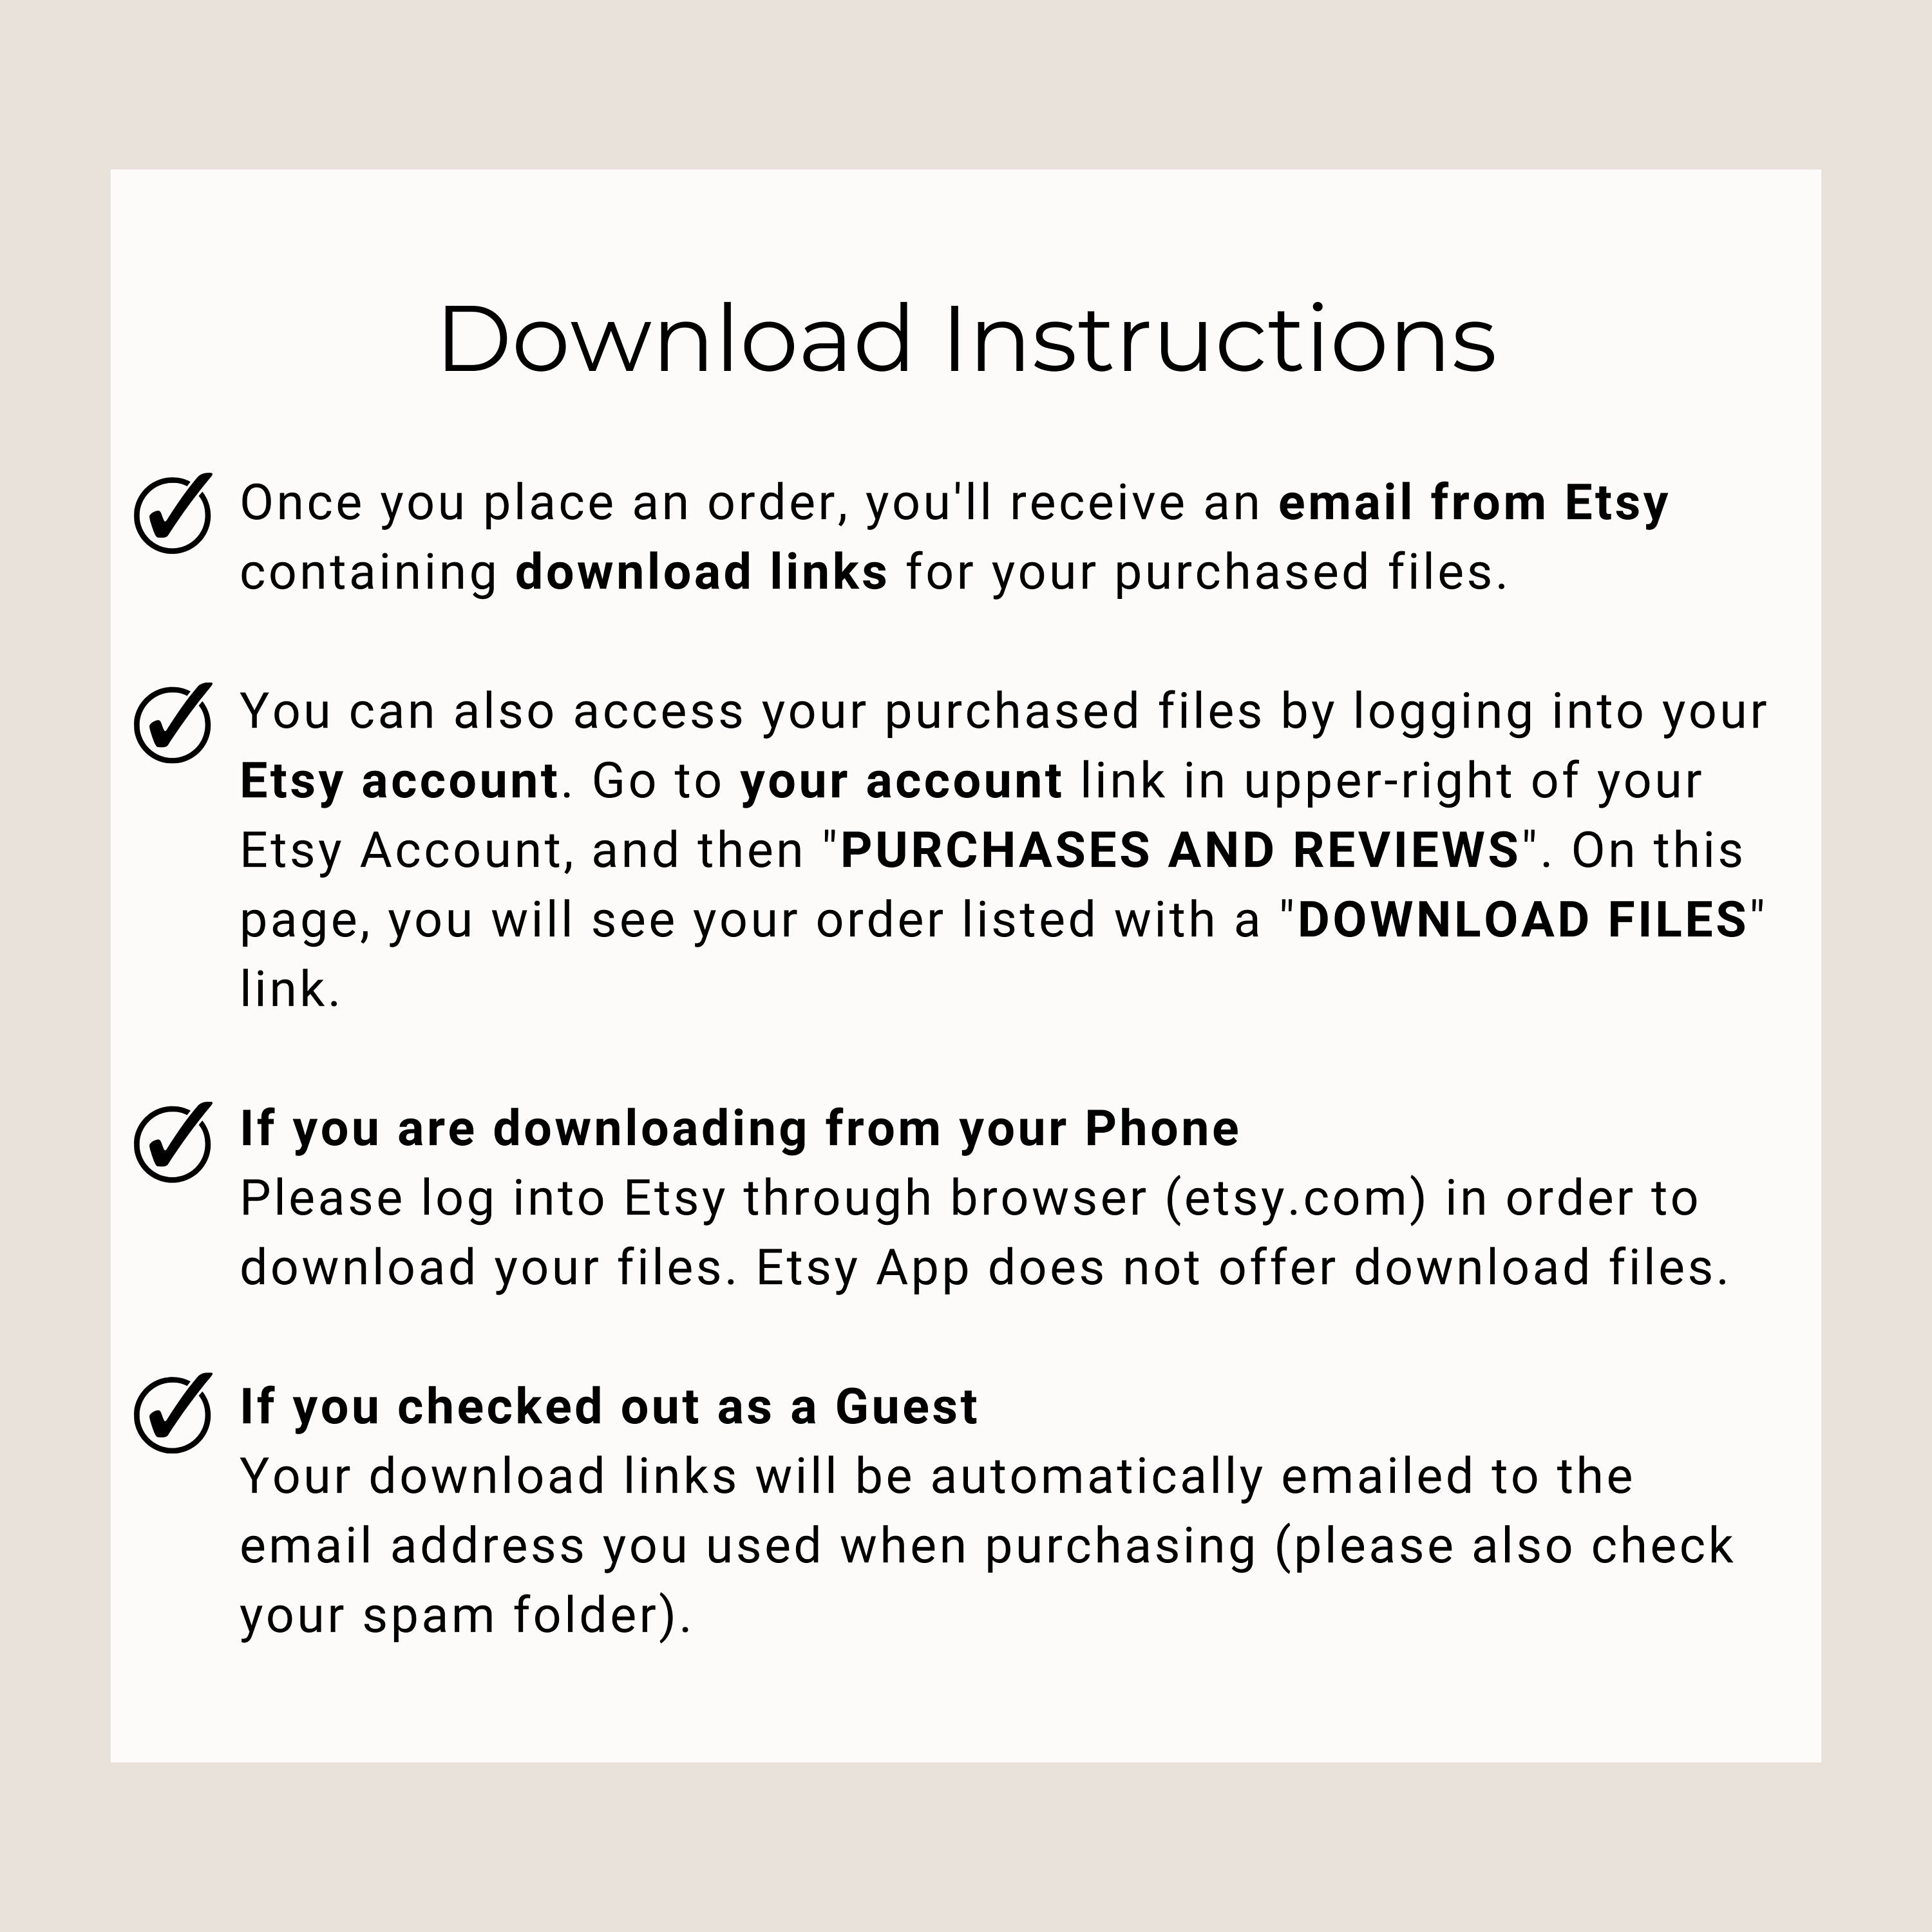 Download Instructions
Once you place an order, you'll receive an email from Etsy
containing download links for your purchased files.
You can also access your purchased files by logging into your
Etsy account. Go to your account link in upper-right of your
Etsy Account, and then "PURCHASES AND REVIEWS". On this
page, you will see your order listed with a "DOWNLOAD FILES"
link.
If you are downloading from your Phone
Please log into Etsy through browser (etsy.com) in order to
download your files. Etsy App does not offer download files.
If you checked out as a Guest
Your download links will be automatically emailed to the
email address you used when purchasing (please also check
your spam folder).